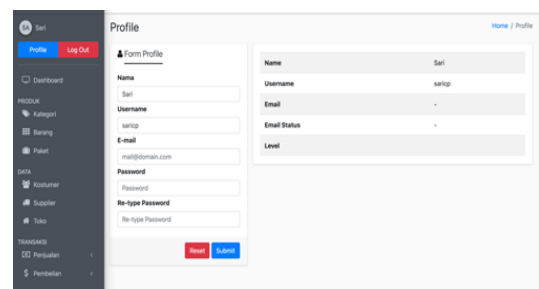 SA Sari
Profile Log Out
Dashboard
PRODUK
Kategori
Barang
Paket
DATA
Kostumer
Supplier
Toko
TRANSAKSI
Penjualan
Pembelian
Profile
Home / Profile
Form Profile
Nama
Sari
Username
saricp
E-mail
mail@domain.com
Password
Password
Re-type Password
Re-type Password
Reset Submit
Name Sari
Username saricp
Email -
Email Status -
Level